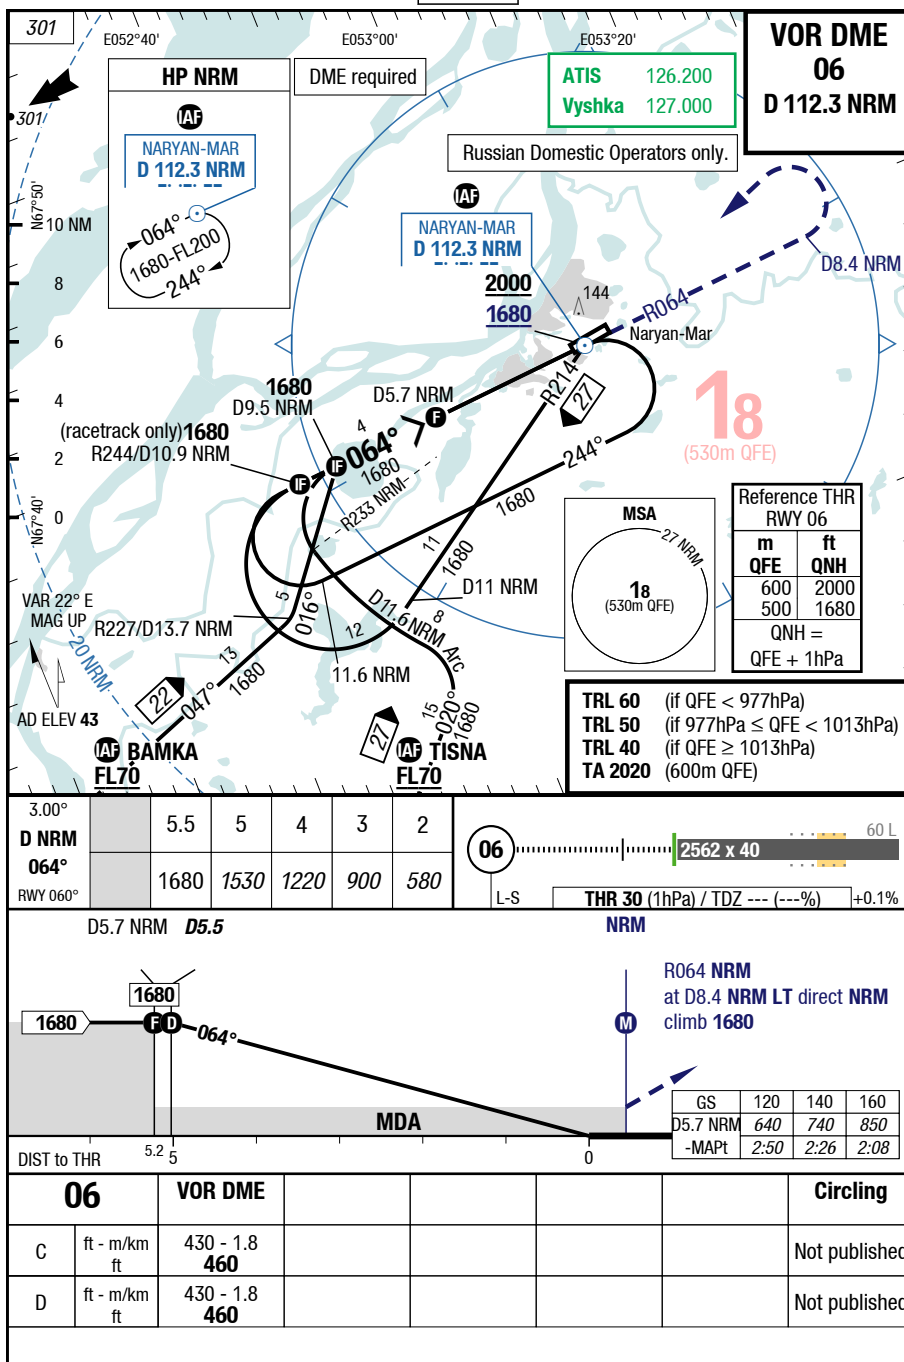 301
E052°40'
E053°00'
E053°20'
VOR DME
06
D 112.3 NRM
HP NRM
DME required
ATIS 126.200
Vyshka 127.000
301
IAF
NARYAN-MAR
D 112.3 NRM
Russian Domestic Operators only.
IAF
NARYAN-MAR
D 112.3 NRM
N67°50'
10 NM
064°
1680-FL200
244°
D8.4 NRM
8
2000
1680
144
R064
Naryan-Mar
6
1680
D9.5 NRM
D5.7 NRM
R214
27
4
(racetrack only) 1680
R244/D10.9 NRM
F
18
(530m QFE)
4
064°
1680
244°
2
IF
IF
R233 NRM
1680
0
N67°40'
MSA
27 NRM
18
(530m QFE)
Reference THR
RWY 06
m ft
QFE QNH
600 2000
500 1680
QNH =
QFE + 1hPa
11
1680
D11 NRM
VAR 22° E
MAG UP
5
016°
D11.6 NRM Arc
8
R227/D13.7 NRM
12
20 NRM
13
1680
11.6 NRM
22
047°
AD ELEV 43
27
15
020°
1680
IAF BAMKA
FL70
IAF TISNA
FL70
TRL 60 (if QFE < 977hPa)
TRL 50 (if 977hPa ≤ QFE < 1013hPa)
TRL 40 (if QFE ≥ 1013hPa)
TA 2020 (600m QFE)
3.00°
D NRM
064°
RWY 060°
5.5 5 4 3 2
1680 1530 1220 900 580
06
L-S
2562 x 40
60 L
THR 30 (1hPa) / TDZ --- (---%)
+0.1%
D5.7 NRM D5.5
NRM
1680
1680
F D
064°
M
R064 NRM
at D8.4 NRM LT direct NRM
climb 1680
MDA
GS 120 140 160
D5.7 NRM 640 740 850
-MAPt 2:50 2:26 2:08
DIST to THR
5.2 5
0
06 VOR DME Circling
C ft - m/km 430 - 1.8 Not published
ft 460
D ft - m/km 430 - 1.8 Not published
ft 460